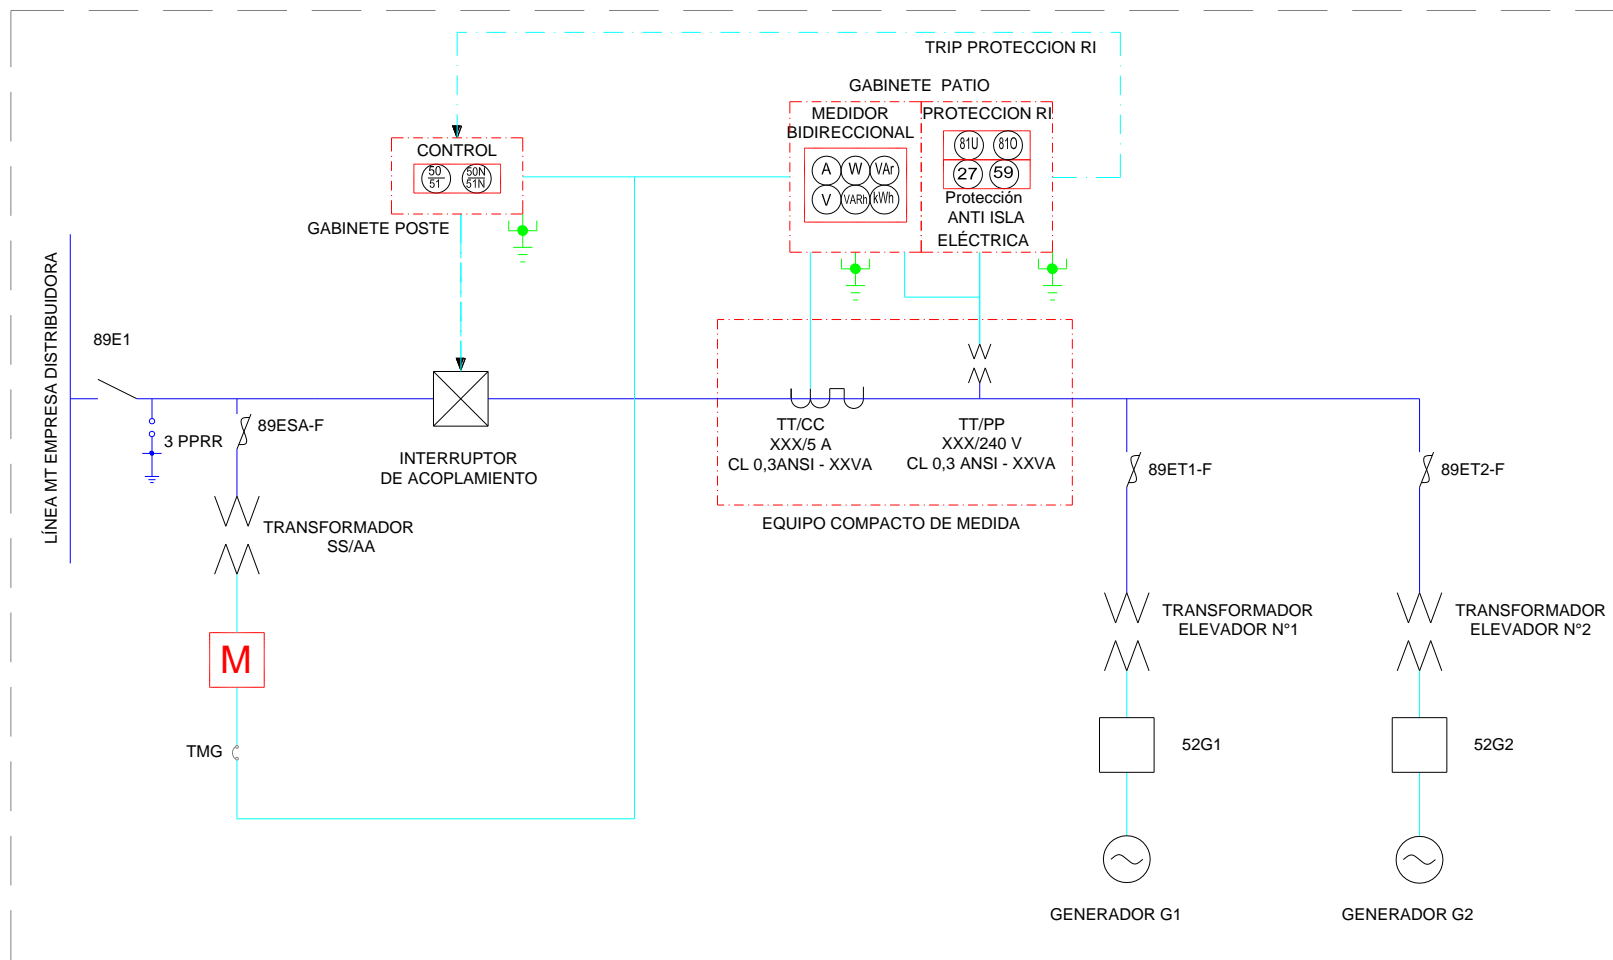 TRIP PROTECCION RI
GABINETE PATIO
MEDIDOR
BIDIRECCIONAL
A
W
VAr
V
VARh
kWh
PROTECCION RI
81U
81O
27
59
Protección
ANTI ISLA
ELÉCTRICA
CONTROL
50
51
50N
51N
GABINETE POSTE
LÍNEA MT EMPRESA DISTRIBUIDORA
89E1
3 PPRR
89ESA-F
INTERRUPTOR
DE ACOPLAMIENTO
TT/CC
XXX/5 A
CL 0,3ANSI - XXVA
TT/PP
XXX/240 V
CL 0,3 ANSI - XXVA
EQUIPO COMPACTO DE MEDIDA
89ET1-F
89ET2-F
TRANSFORMADOR
SS/AA
M
TMG
TRANSFORMADOR
ELEVADOR N°1
TRANSFORMADOR
ELEVADOR N°2
52G1
52G2
GENERADOR G1
GENERADOR G2